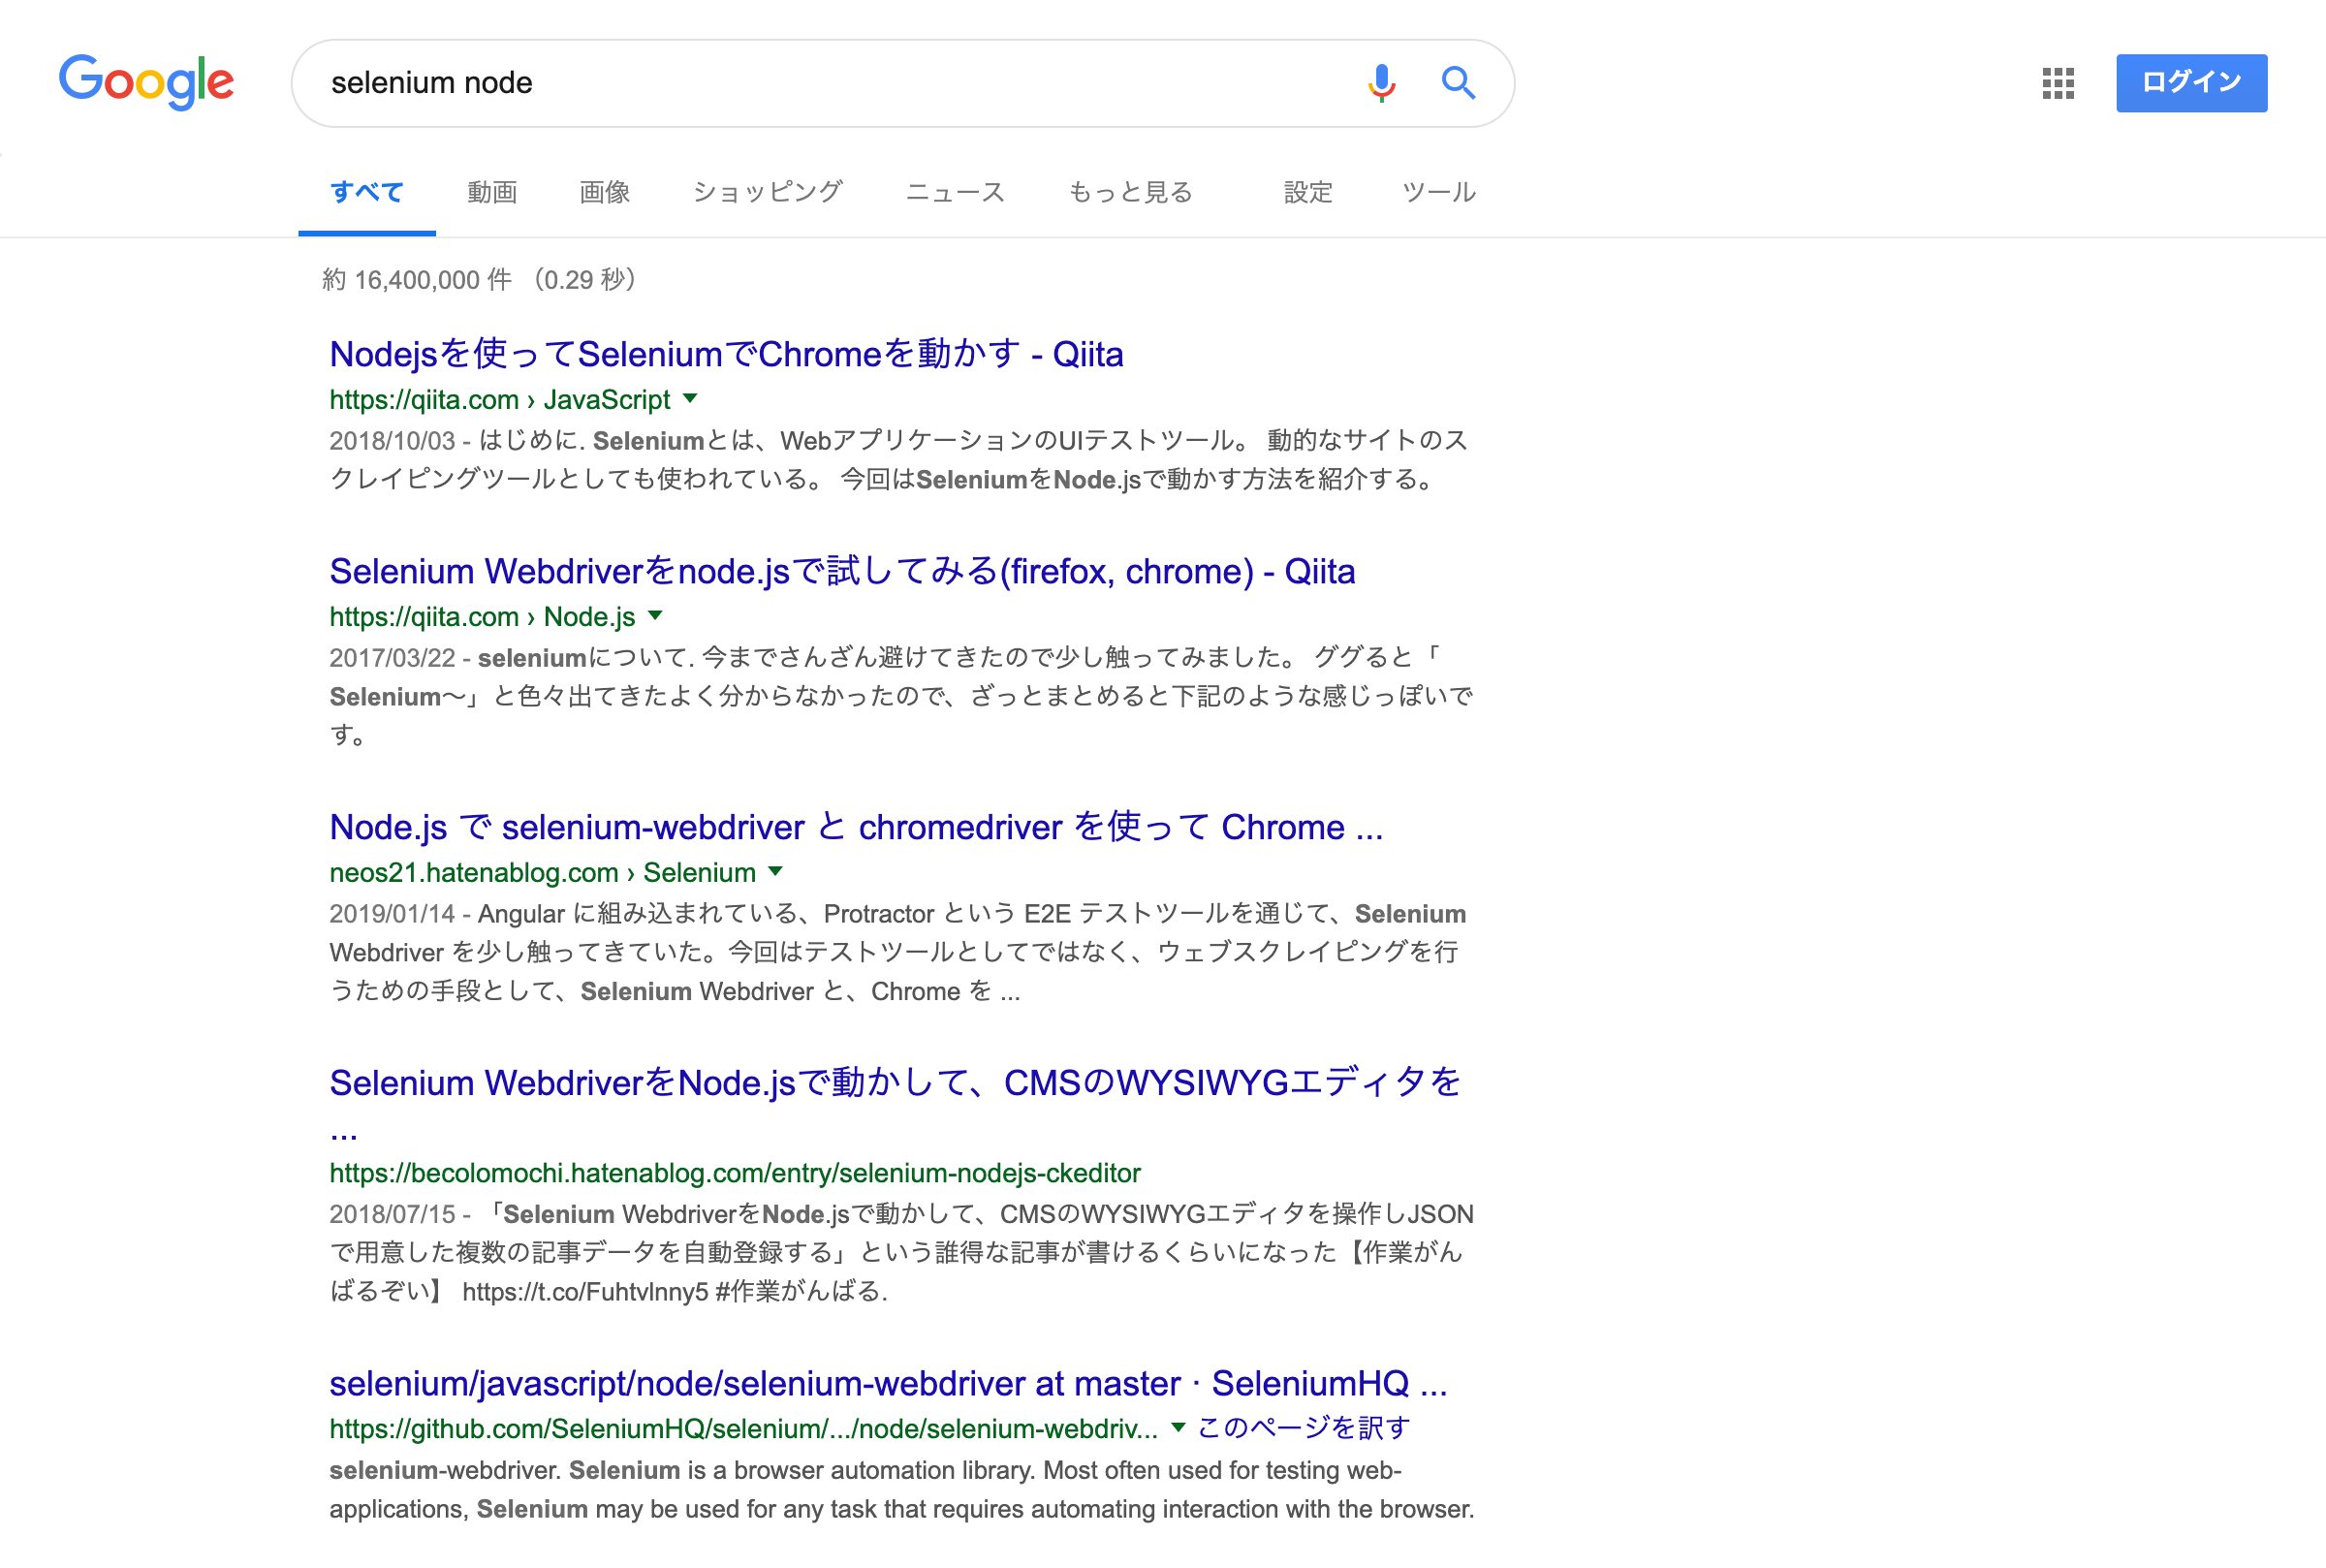 Google
selenium node
ログイン
すべて 動画 画像 ショッピング ニュース もっと見る 設定 ツール
約 16,400,000 件 （0.29 秒）
Nodejsを使ってSeleniumでChromeを動かす - Qiita
https://qiita.com › JavaScript
2018/10/03 - はじめに. Seleniumとは、WebアプリケーションのUIテストツール。 動的なサイトのス
クレイピングツールとしても使われている。 今回はSeleniumをNode.jsで動かす方法を紹介する。
Selenium Webdriverをnode.jsで試してみる(firefox, chrome) - Qiita
https://qiita.com › Node.js
2017/03/22 - seleniumについて. 今までさんざん避けてきたので少し触ってみました。 ググると「
Selenium〜」と色々出てきたよく分からなかったので、ざっとまとめると下記のような感じっぽいで
す。
Node.js で selenium-webdriver と chromedriver を使って Chrome ...
neos21.hatenablog.com › Selenium
2019/01/14 - Angular に組み込まれている、Protractor という E2E テストツールを通じて、Selenium
Webdriver を少し触ってきていた。今回はテストツールとしてではなく、ウェブスクレイピングを行
うための手段として、Selenium Webdriver と、Chrome を ...
Selenium WebdriverをNode.jsで動かして、CMSのWYSIWYGエディタを
...
https://becolomochi.hatenablog.com/entry/selenium-nodejs-ckeditor
2018/07/15 - 「Selenium WebdriverをNode.jsで動かして、CMSのWYSIWYGエディタを操作しJSON
で用意した複数の記事データを自動登録する」という誰得な記事が書けるくらいになった【作業がん
ばるぞい】 https://t.co/Fuhtvlnny5 #作業がんばる.
selenium/javascript/node/selenium-webdriver at master · SeleniumHQ ...
https://github.com/SeleniumHQ/selenium/.../node/selenium-webdriv... このページを訳す
selenium-webdriver. Selenium is a browser automation library. Most often used for testing web-
applications, Selenium may be used for any task that requires automating interaction with the browser.